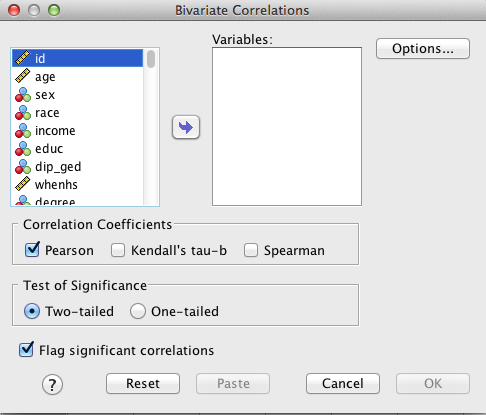 Bivariate Correlations
Variables:
id
age
sex
race
income
educ
dip_ged
whenhs
degree
Options...
Correlation Coefficients
Pearson Kendall's tau-b Spearman
Test of Significance
Two-tailed One-tailed
Flag significant correlations
? Reset Paste Cancel OK